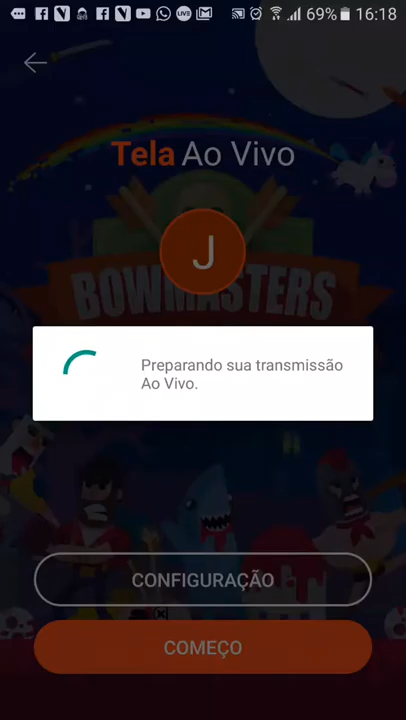 69% 16:18
Tela Ao Vivo
J
BOWMASTERS
Preparando sua transmissão
Ao Vivo.
CONFIGURAÇÃO
COMEÇO